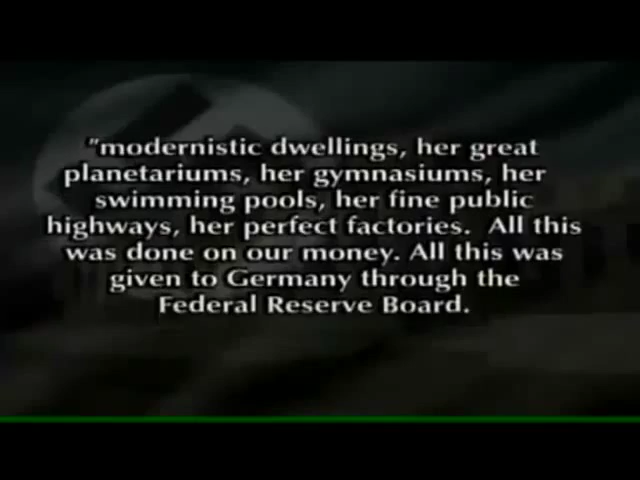 "modernistic dwellings, her great
planetariums, her gymnasiums, her
swimming pools, her fine public
highways, her perfect factories. All this
was done on our money. All this was
given to Germany through the
Federal Reserve Board.